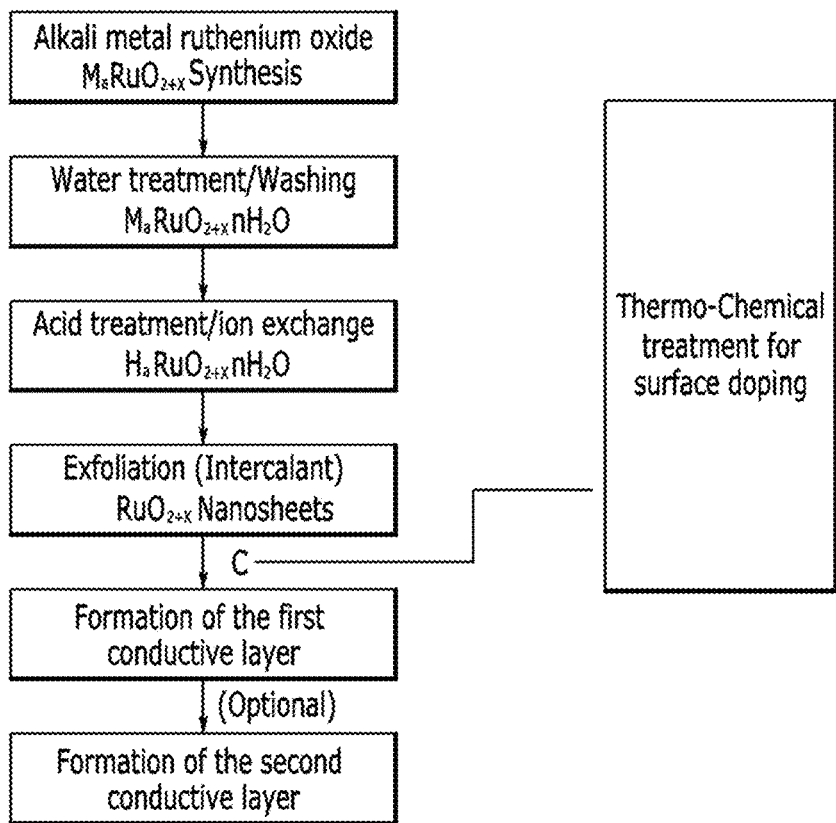 Alkali metal ruthenium oxide
MₐRuO₂₊ₓ Synthesis
Water treatment/Washing
MₐRuO₂₊ₓnH₂O
Acid treatment/ion exchange
HₐRuO₂₊ₓnH₂O
Exfoliation (Intercalant)
RuO₂₊ₓ Nanosheets
C
Formation of the first
conductive layer
(Optional)
Formation of the second
conductive layer
Thermo-Chemical
treatment for
surface doping